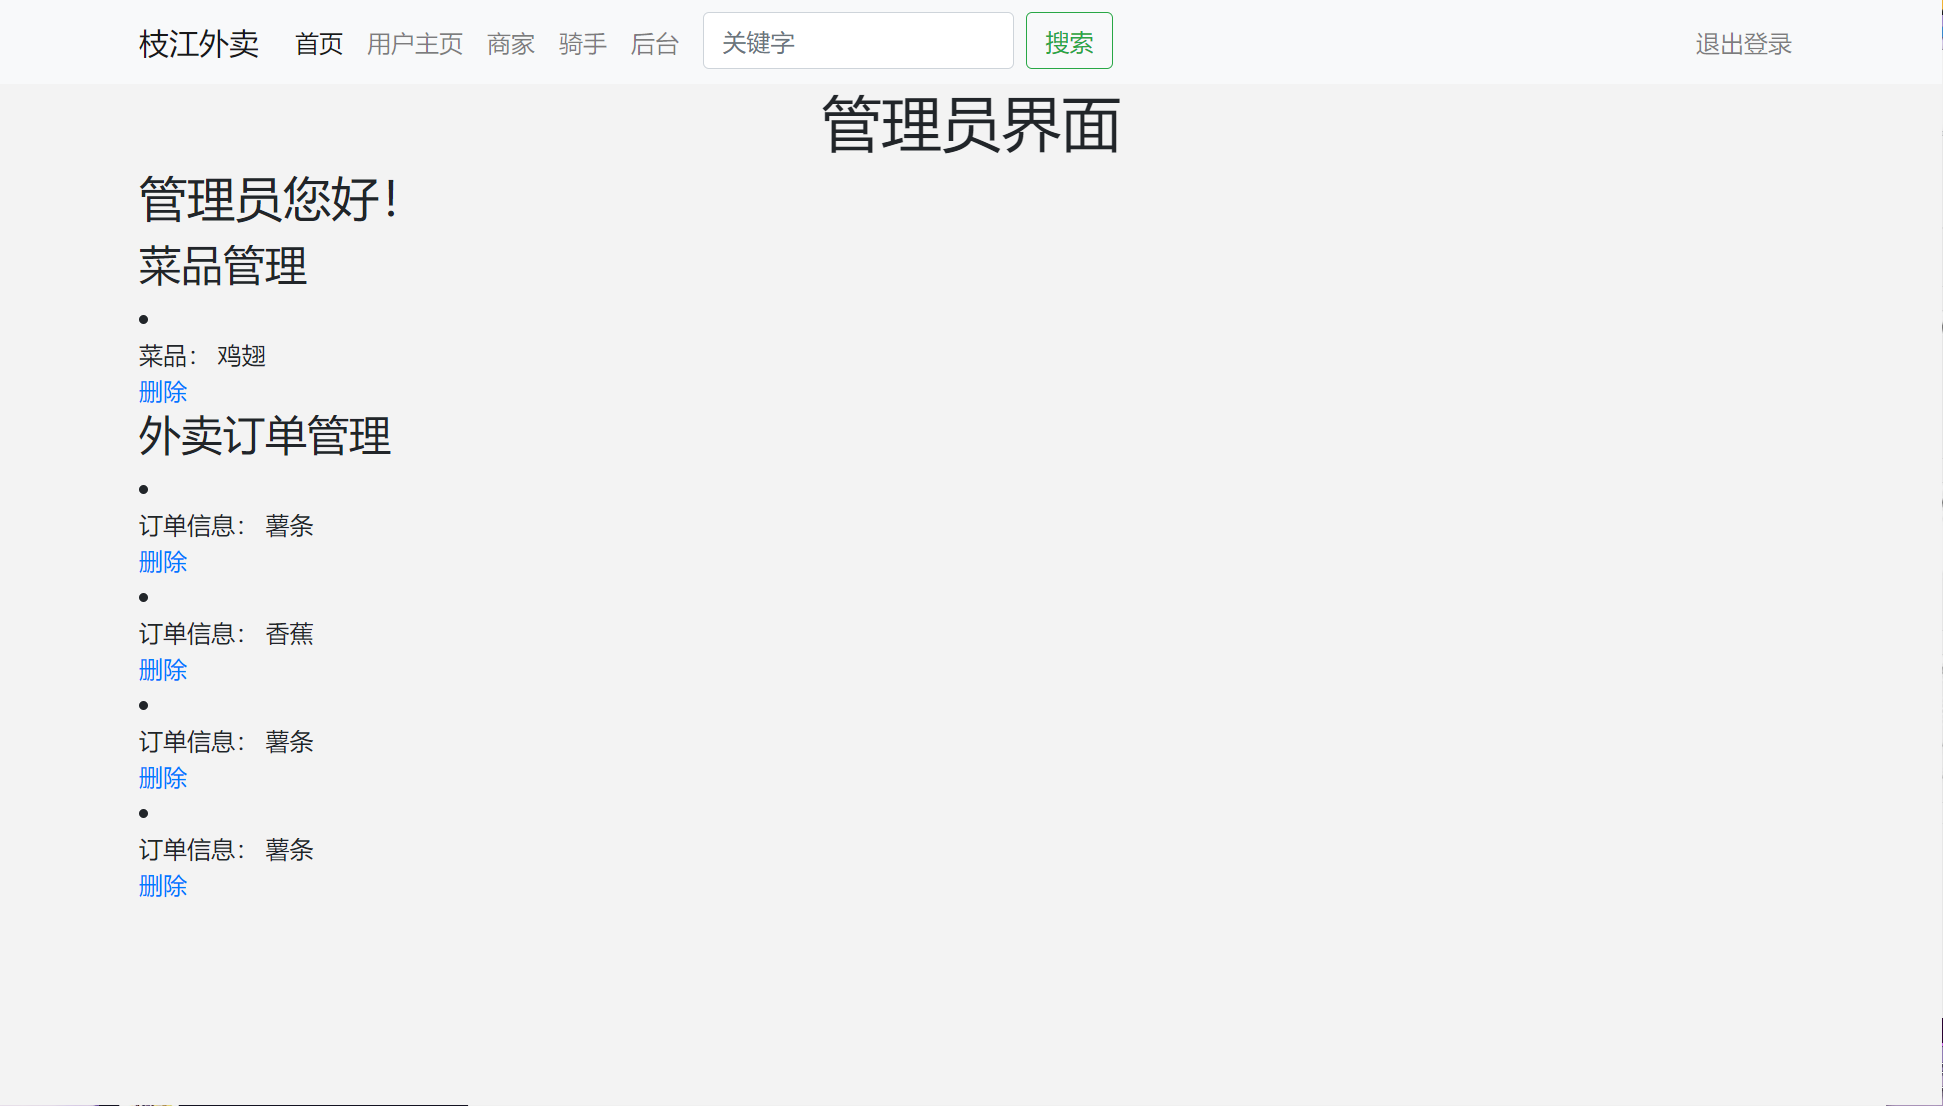 枝江外卖 首页 用户主页 商家 骑手 后台 关键字 搜索 退出登录
管理员界面
管理员您好！
菜品管理
菜品： 鸡翅
删除
外卖订单管理
订单信息： 薯条
删除
订单信息： 香蕉
删除
订单信息： 薯条
删除
订单信息： 薯条
删除